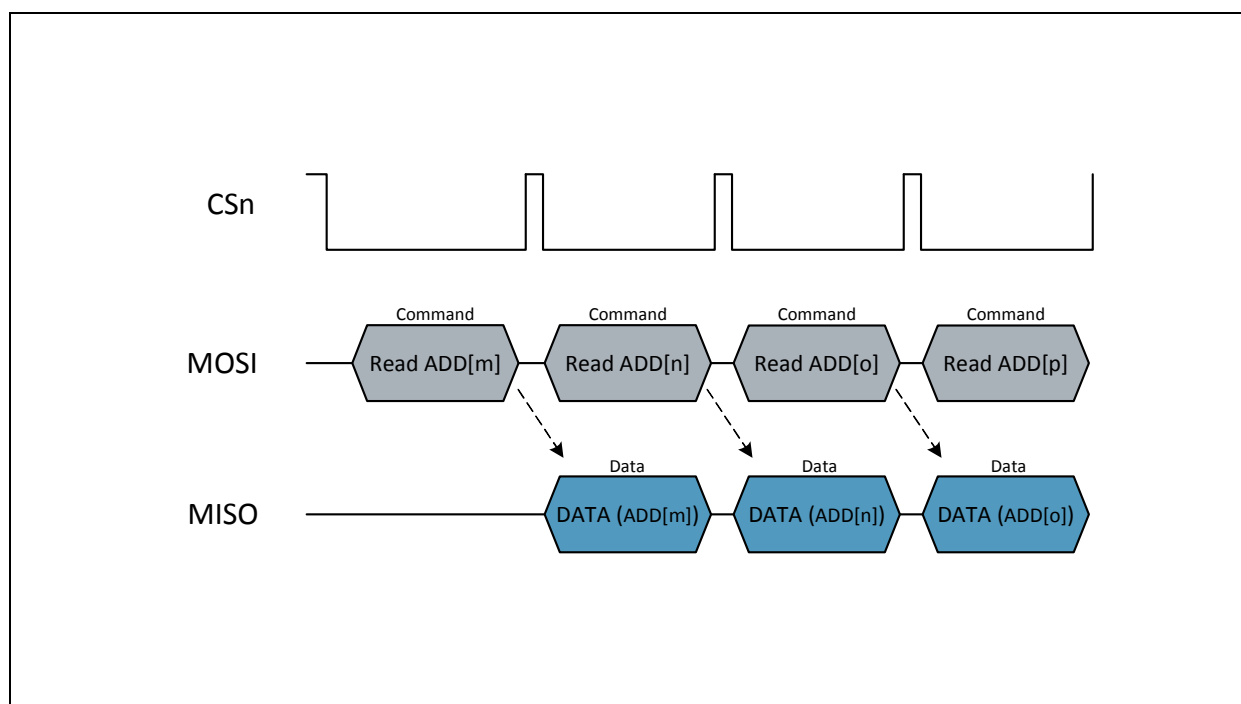 CSn
Command Command Command Command
MOSI Read ADD[m] Read ADD[n] Read ADD[o] Read ADD[p]
Data Data Data
MISO DATA (ADD[m]) DATA (ADD[n]) DATA (ADD[o])